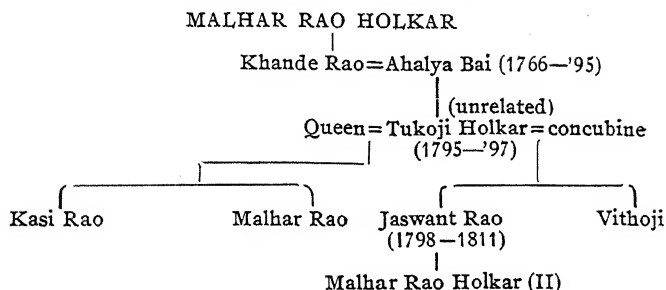 MALHAR RAO HOLKAR
Khande Rao=Ahalya Bai (1766—'95)
(unrelated)
Queen=Tukoji Holkar=concubine
(1795—'97)
Kasi Rao Malhar Rao Jaswant Rao Vithoji
(1798—1811)
Malhar Rao Holkar (II)